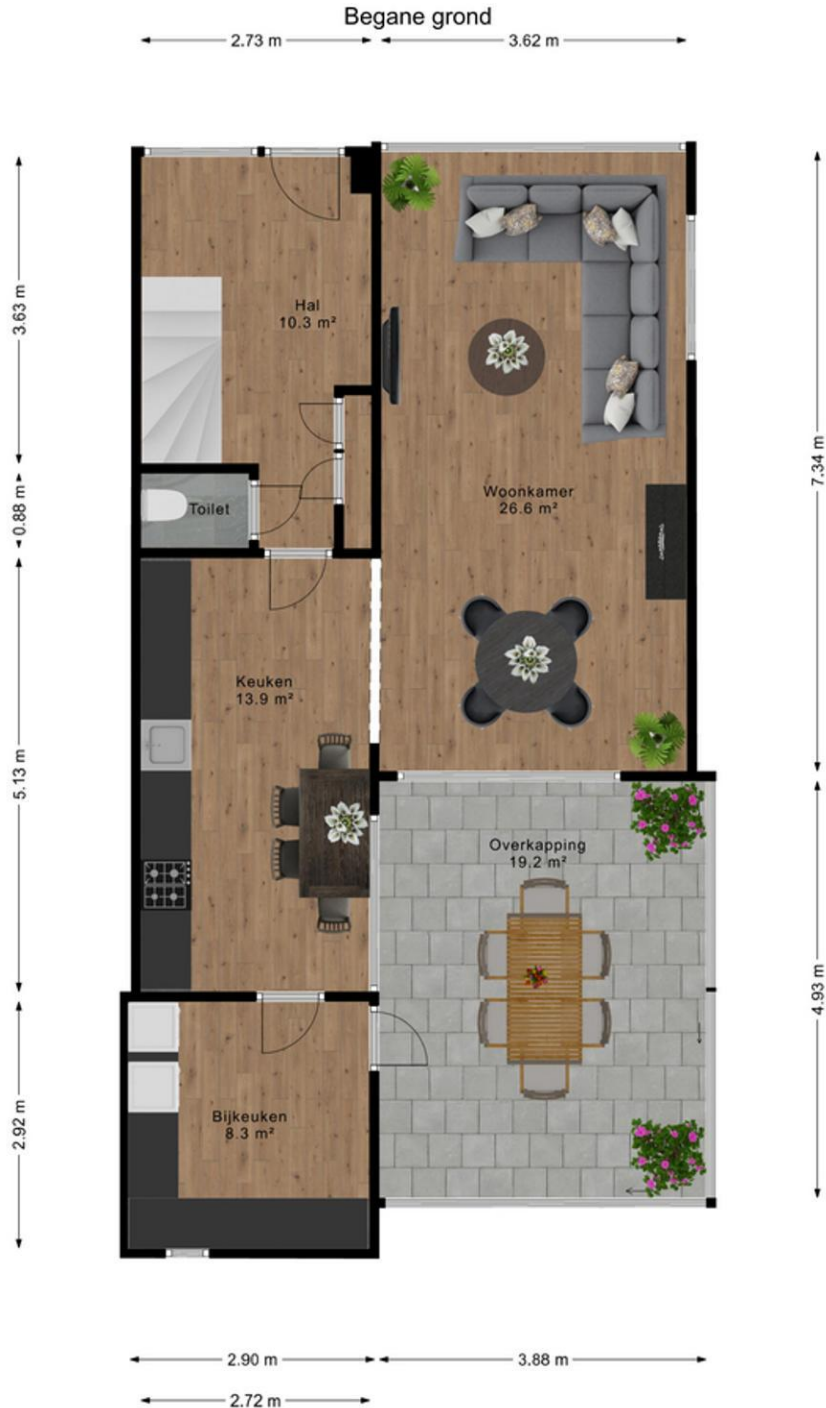 Begane grond
2.73 m
3.62 m
3.63 m
Hal
10.3 m²
7.34 m
0.88 m
Toilet
Woonkamer
26.6 m²
Keuken
13.9 m²
5.13 m
Overkapping
19.2 m²
4.93 m
2.92 m
Bijkeuken
8.3 m²
2.90 m
3.88 m
2.72 m